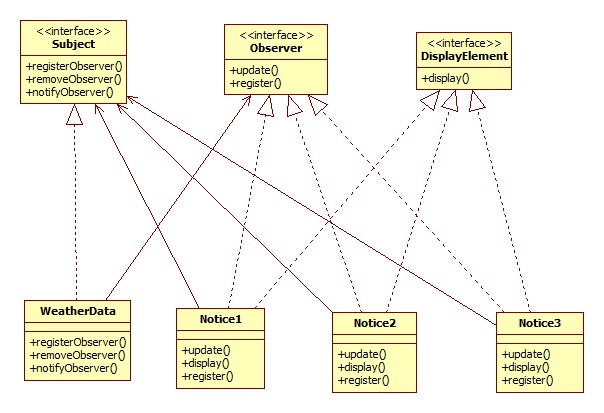 <<interface>>
Subject
+registerObserver()
+removeObserver()
+notifyObserver()
<<interface>>
Observer
+update()
+register()
<<interface>>
DisplayElement
+display()
WeatherData
+registerObserver()
+removeObserver()
+notifyObserver()
Notice1
+update()
+display()
+register()
Notice2
+update()
+display()
+register()
Notice3
+update()
+display()
+register()